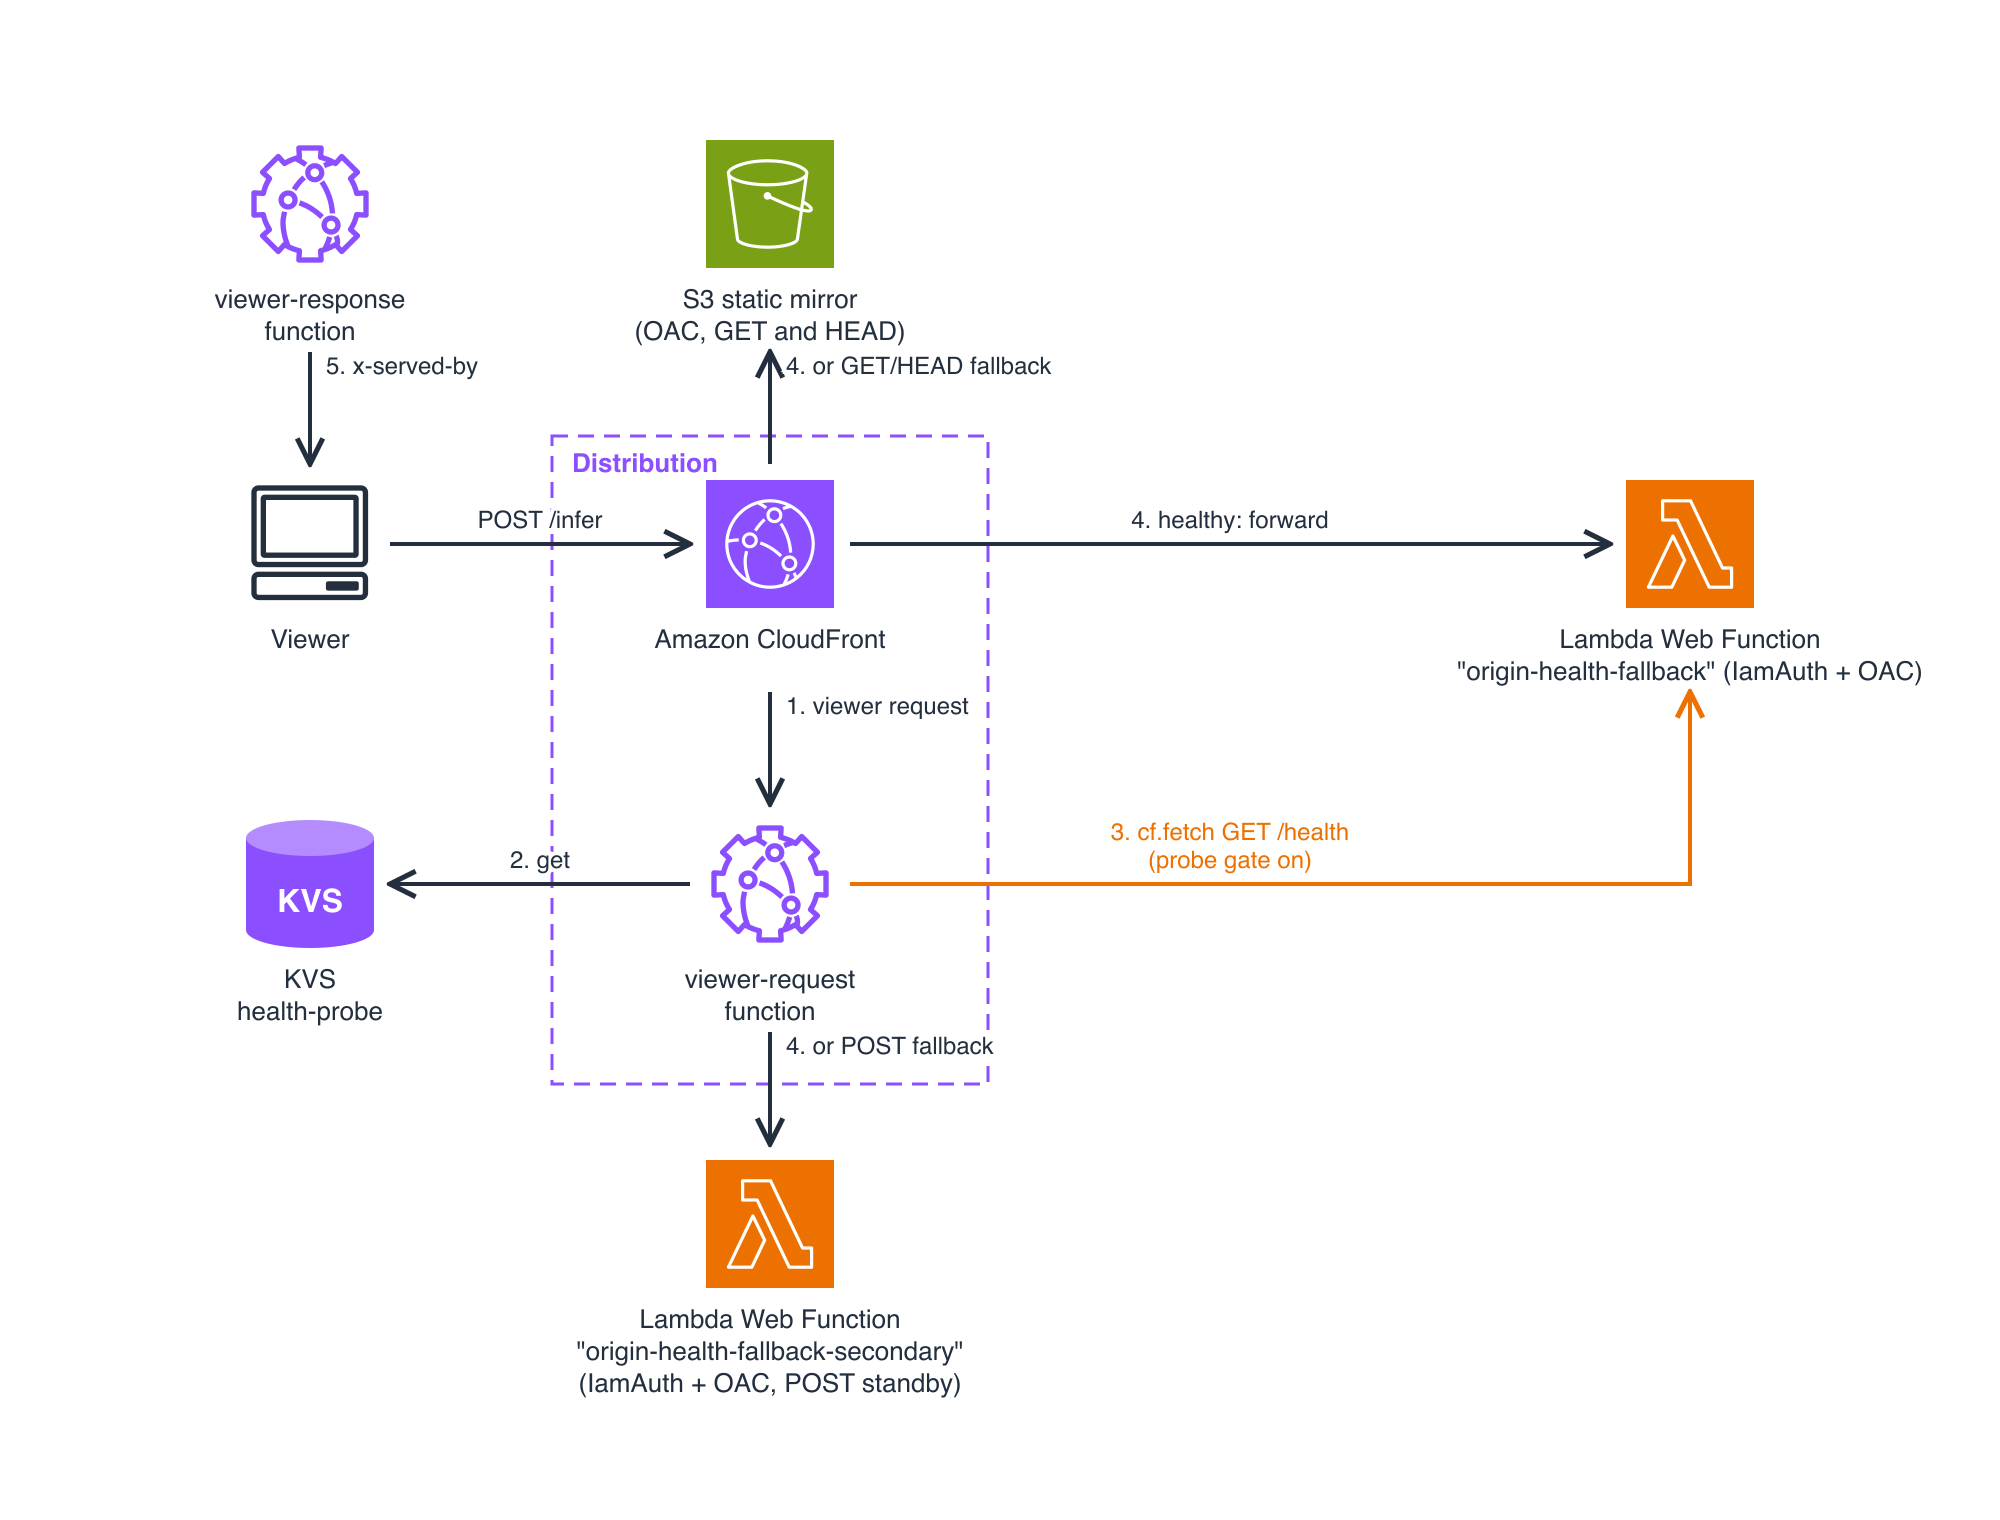 viewer-response
function
S3 static mirror
(OAC, GET and HEAD)
5. x-served-by
4. or GET/HEAD fallback
Distribution
POST /infer
4. healthy: forward
Viewer
Amazon CloudFront
Lambda Web Function
"origin-health-fallback" (IamAuth + OAC)
1. viewer request
3. cf.fetch GET /health
(probe gate on)
2. get
KVS
KVS
health-probe
viewer-request
function
4. or POST fallback
Lambda Web Function
"origin-health-fallback-secondary"
(IamAuth + OAC, POST standby)